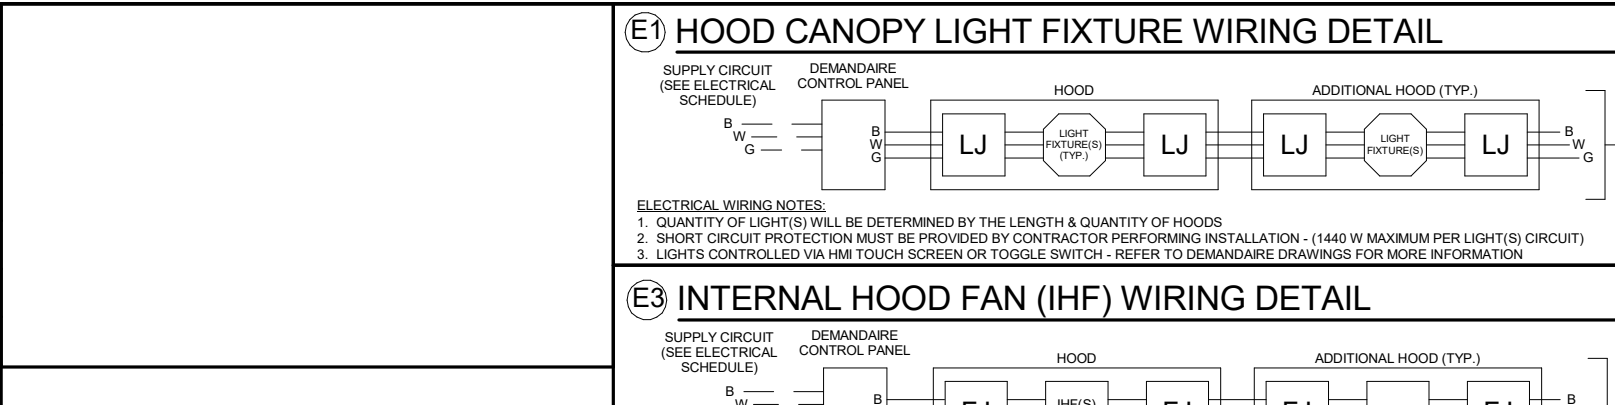 E1 HOOD CANOPY LIGHT FIXTURE WIRING DETAIL
SUPPLY CIRCUIT
(SEE ELECTRICAL
SCHEDULE)
DEMANDAIRE
CONTROL PANEL
HOOD
ADDITIONAL HOOD (TYP.)
B
W
G
B
W
G
LJ
LIGHT
FIXTURE(S)
(TYP.)
LJ
LJ
LIGHT
FIXTURE(S)
LJ
B
W
G
ELECTRICAL WIRING NOTES:
1. QUANTITY OF LIGHT(S) WILL BE DETERMINED BY THE LENGTH & QUANTITY OF HOODS
2. SHORT CIRCUIT PROTECTION MUST BE PROVIDED BY CONTRACTOR PERFORMING INSTALLATION - (1440 W MAXIMUM PER LIGHT(S) CIRCUIT)
3. LIGHTS CONTROLLED VIA HMI TOUCH SCREEN OR TOGGLE SWITCH - REFER TO DEMANDAIRE DRAWINGS FOR MORE INFORMATION
E3 INTERNAL HOOD FAN (IHF) WIRING DETAIL
SUPPLY CIRCUIT
(SEE ELECTRICAL
SCHEDULE)
DEMANDAIRE
CONTROL PANEL
HOOD
ADDITIONAL HOOD (TYP.)
B
W
B
IHF(S)
B